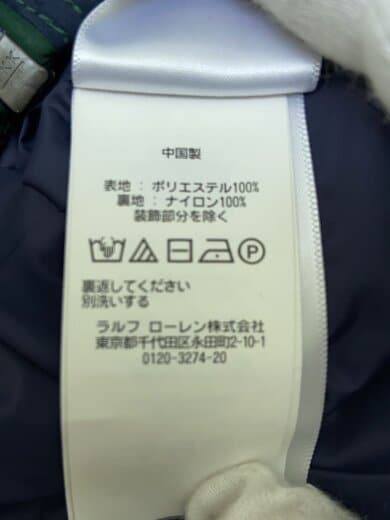 中国製
表地 : ポリエステル100%
裏地 : ナイロン100%
装飾部分を除く
P
裏返してください
別洗いする
ラルフ ローレン株式会社
東京都千代田区永田町2-10-1
0120-3274-20